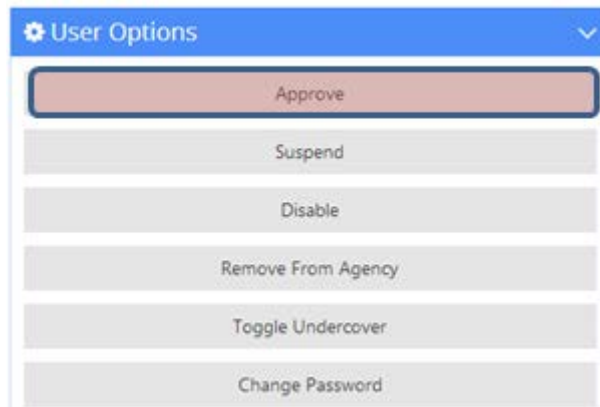 User Options
Approve
Suspend
Disable
Remove From Agency
Toggle Undercover
Change Password